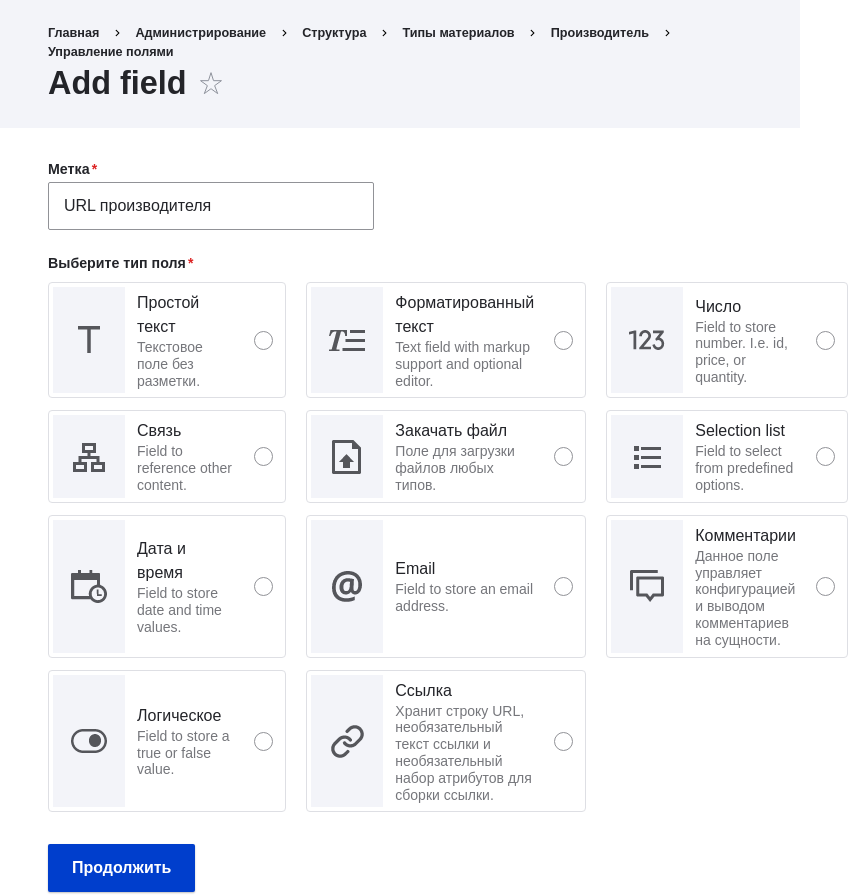 Главная > Администрирование > Структура > Типы материалов > Производитель >
Управление полями
Add field
Метка*
URL производителя
Выберите тип поля*
Простой
текст
Текстовое
поле без
разметки.
Форматированный
текст
Text field with markup
support and optional
editor.
123
Число
Field to store
number. I.e. id,
price, or
quantity.
Связь
Field to
reference other
content.
Закачать файл
Поле для загрузки
файлов любых
типов.
Selection list
Field to select
from predefined
options.
Дата и
время
Field to store
date and time
values.
@
Email
Field to store an email
address.
Комментарии
Данное поле
управляет
конфигурацией
и выводом
комментариев
на сущности.
Логическое
Field to store a
true or false
value.
Ссылка
Хранит строку URL,
необязательный
текст ссылки и
необязательный
набор атрибутов для
сборки ссылки.
Продолжить